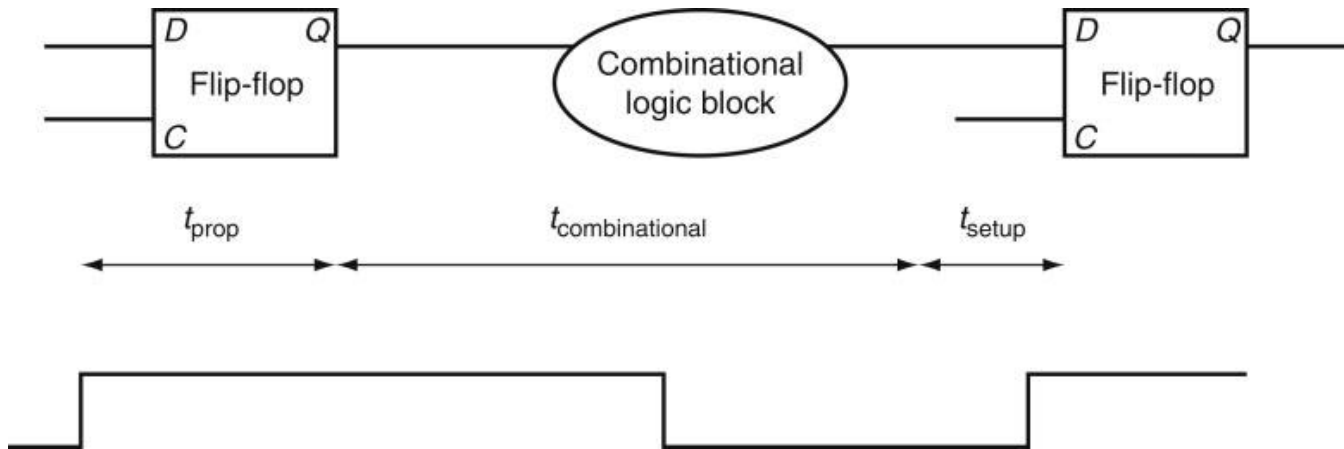 D Q
Flip-flop
C
Combinational
logic block
D Q
Flip-flop
C
tprop
tcombinational
tsetup